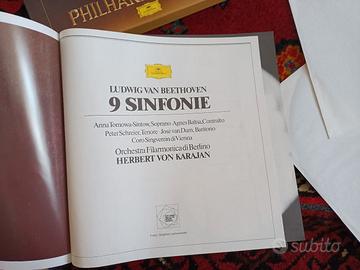 PHILHAR
LUDWIG VAN BEETHOVEN
9 SINFONIE
Anna Tomowa-Sintow, Soprano Agnes Baltsa, Contralto
Peter Schreier, Tenore José van Dam, Baritono
Coro Singverein di Vienna
Orchestra Filarmonica di Berlino
HERBERT VON KARAJAN
subito